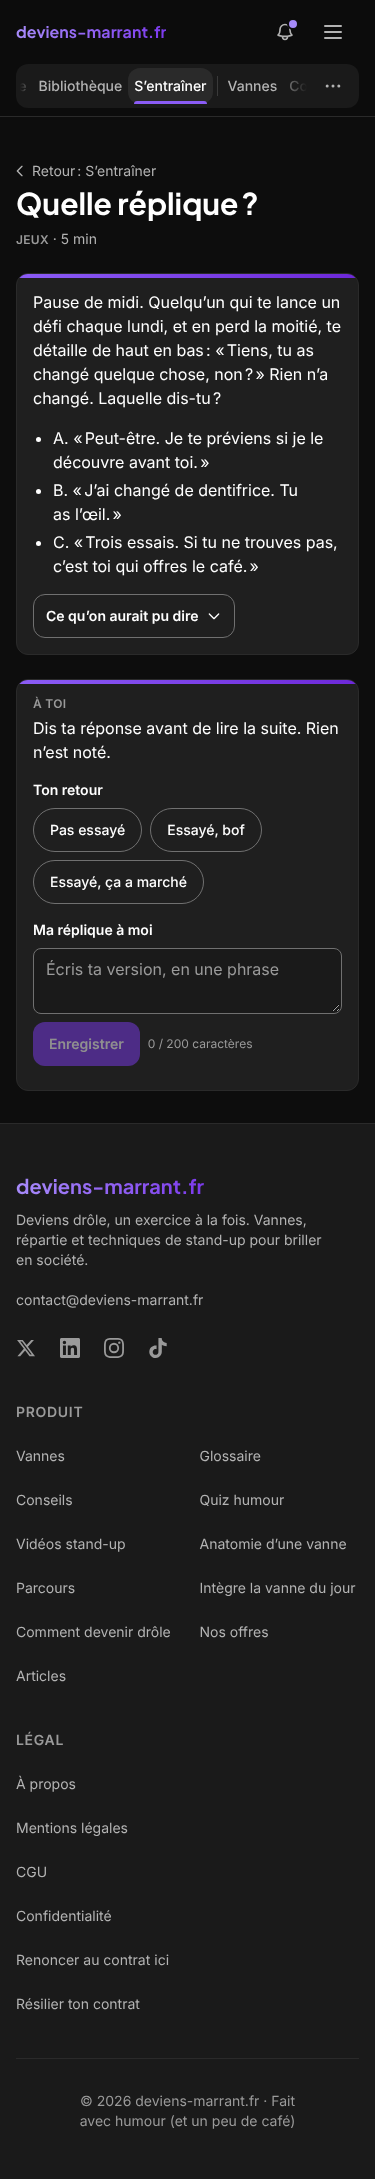 deviens-marrant.fr
Bibliothèque S’entraîner Vannes
Retour : S’entraîner
Quelle réplique ?
JEUX · 5 min
Pause de midi. Quelqu’un qui te lance un
défi chaque lundi, et en perd la moitié, te
détaille de haut en bas : « Tiens, tu as
changé quelque chose, non ? » Rien n’a
changé. Laquelle dis-tu ?
A. « Peut-être. Je te préviens si je le
découvre avant toi. »
B. « J’ai changé de dentifrice. Tu
as l’œil. »
C. « Trois essais. Si tu ne trouves pas,
c’est toi qui offres le café. »
Ce qu’on aurait pu dire
À TOI
Dis ta réponse avant de lire la suite. Rien
n’est noté.
Ton retour
Pas essayé
Essayé, bof
Essayé, ça a marché
Ma réplique à moi
Écris ta version, en une phrase
Enregistrer
0 / 200 caractères
deviens-marrant.fr
Deviens drôle, un exercice à la fois. Vannes,
répartie et techniques de stand-up pour briller
en société.
contact@deviens-marrant.fr
PRODUIT
Vannes
Glossaire
Conseils
Quiz humour
Vidéos stand-up
Anatomie d’une vanne
Parcours
Intègre la vanne du jour
Comment devenir drôle
Nos offres
Articles
LÉGAL
À propos
Mentions légales
CGU
Confidentialité
Renoncer au contrat ici
Résilier ton contrat
© 2026 deviens-marrant.fr · Fait
avec humour (et un peu de café)